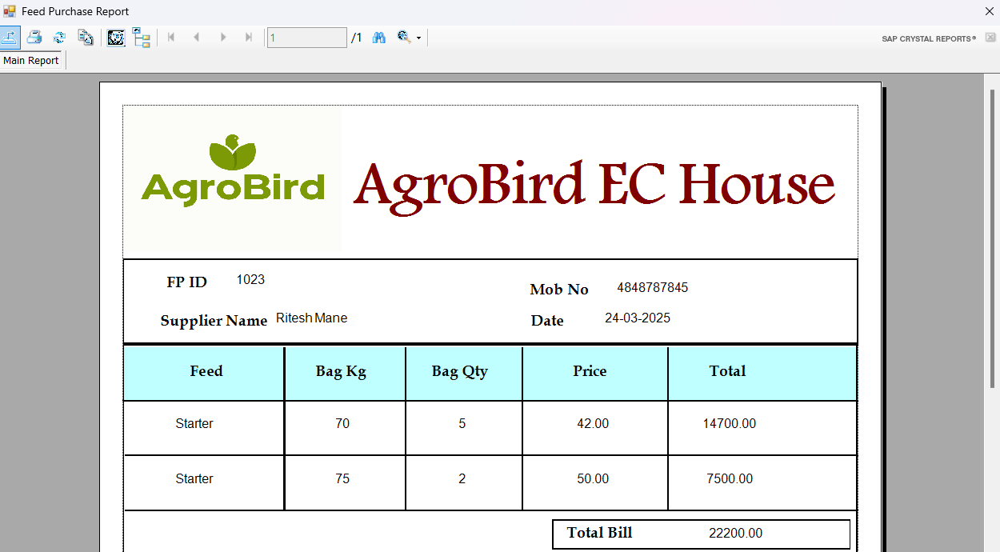 Feed Purchase Report
1 /1 SAP CRYSTAL REPORTS®
Main Report
AgroBird
AgroBird EC House
FP ID 1023
Mob No 4848787845
Supplier Name Ritesh Mane
Date 24-03-2025
Feed Bag Kg Bag Qty Price Total
Starter 70 5 42.00 14700.00
Starter 75 2 50.00 7500.00
Total Bill 22200.00